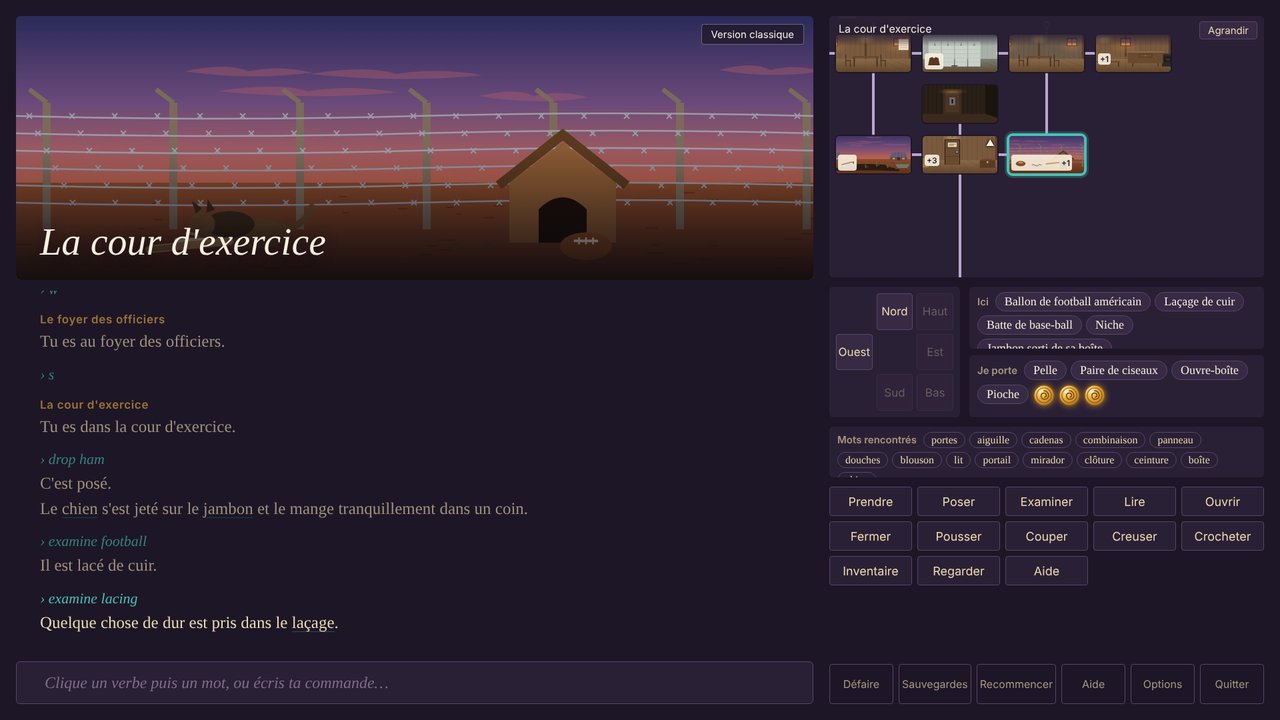 Version classique
La cour d'exercice
Le foyer des officiers
Tu es au foyer des officiers.
› s
La cour d'exercice
Tu es dans la cour d'exercice.
› drop ham
C'est posé.
Le chien s'est jeté sur le jambon et le mange tranquillement dans un coin.
› examine football
Il est lacé de cuir.
› examine lacing
Quelque chose de dur est pris dans le laçage.
Clique un verbe puis un mot, ou écris ta commande…
La cour d'exercice
Agrandir
+1
+3
+1
Nord Haut
Ouest Est
Sud Bas
Ici Ballon de football américain Laçage de cuir
Batte de base-ball Niche
Jambon sorti de sa boîte
Je porte Pelle Paire de ciseaux Ouvre-boîte
Pioche
Mots rencontrés portes aiguille cadenas combinaison panneau
douches blouson lit portail mirador clôture ceinture boîte
Prendre Poser Examiner Lire Ouvrir
Fermer Pousser Couper Creuser Crocheter
Inventaire Regarder Aide
Défaire Sauvegardes Recommencer Aide Options Quitter